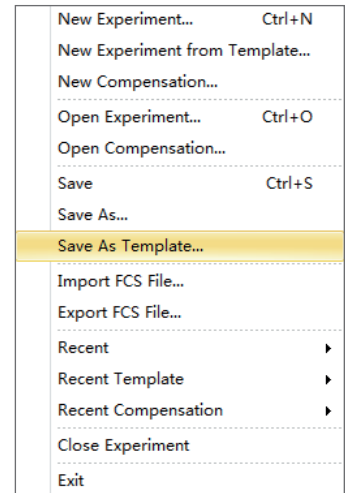 New Experiment... Ctrl+N
New Experiment from Template...
New Compensation...
Open Experiment... Ctrl+O
Open Compensation...
Save Ctrl+S
Save As...
Save As Template...
Import FCS File...
Export FCS File...
Recent
Recent Template
Recent Compensation
Close Experiment
Exit